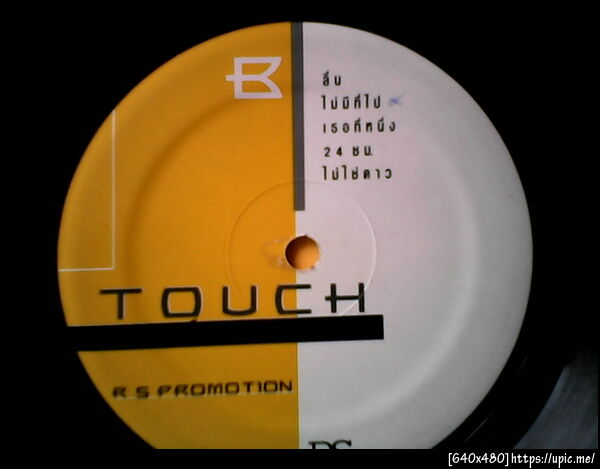 B
ลืม
ไม่มีที่ไป
เธอที่หนึ่ง
24 ชม.
ไม่ใช่ดาว
TOUCH
R.S. PROMOTION
RS
[640x480]https://upic.me/